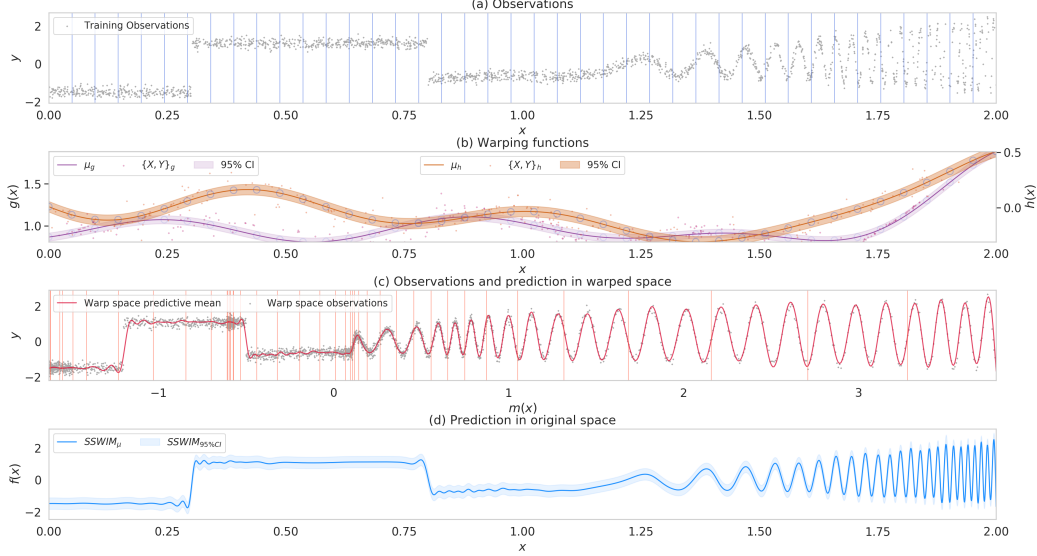 (a) Observations
Training Observations
y
2
0
−2
0.00 0.25 0.50 0.75 1.00 1.25 1.50 1.75 2.00
x
(b) Warping functions
μg {X, Y}g 95% CI μh {X, Y}h 95% CI
g(x)
1.5
1.0
0.5
0.0
h(x)
0.00 0.25 0.50 0.75 1.00 1.25 1.50 1.75 2.00
x
(c) Observations and prediction in warped space
Warp space predictive mean Warp space observations
y
2
0
−2
−1 0 1 2 3
m(x)
(d) Prediction in original space
SSWIMμ SSWIM95%CI
f(x)
2
0
−2
0.00 0.25 0.50 0.75 1.00 1.25 1.50 1.75 2.00
x